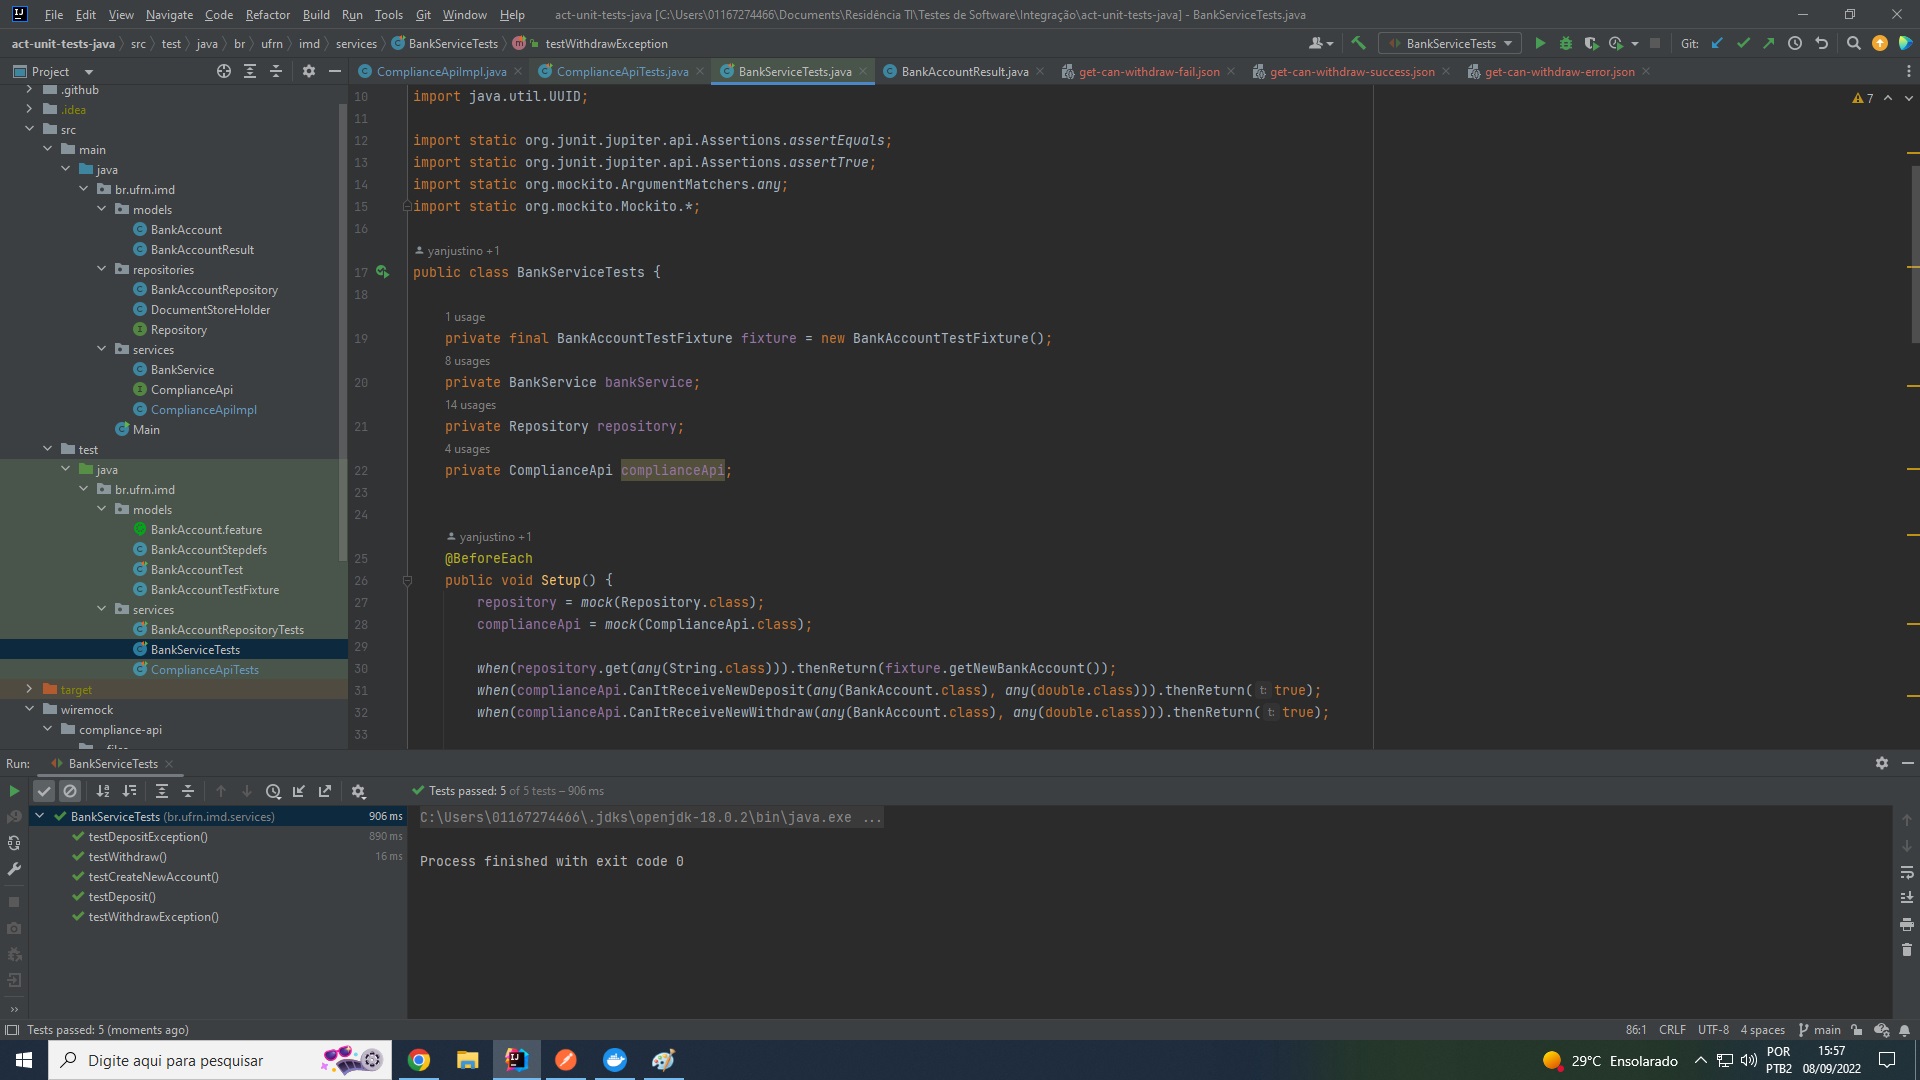 File Edit View Navigate Code Refactor Build Run Tools Git Window Help act-unit-tests-java [C:\Users\01167274466\Documents\Residência TI\Testes de Software\Integração\act-unit-tests-java] - BankServiceTests.java
act-unit-tests-java src test java br ufrn imd services BankServiceTests testWithdrawException BankServiceTests Git:
Project ComplianceApiImpl.java ComplianceApiTests.java BankServiceTests.java BankAccountResult.java get-can-withdraw-fail.json get-can-withdraw-success.json get-can-withdraw-error.json
.github
.idea
src
main
java
br.ufrn.imd
models
BankAccount
BankAccountResult
repositories
BankAccountRepository
DocumentStoreHolder
Repository
services
BankService
ComplianceApi
ComplianceApiImpl
Main
test
java
br.ufrn.imd
models
BankAccount.feature
BankAccountStepdefs
BankAccountTest
BankAccountTestFixture
services
BankAccountRepositoryTests
BankServiceTests
ComplianceApiTests
target
wiremock
compliance-api
7
10 import java.util.UUID;
11
12 import static org.junit.jupiter.api.Assertions.assertEquals;
13 import static org.junit.jupiter.api.Assertions.assertTrue;
14 import static org.mockito.ArgumentMatchers.any;
15 import static org.mockito.Mockito.*;
16
yanjustino +1
17 public class BankServiceTests {
18
1 usage
19 private final BankAccountTestFixture fixture = new BankAccountTestFixture();
8 usages
20 private BankService bankService;
14 usages
21 private Repository repository;
4 usages
22 private ComplianceApi complianceApi;
23
24
yanjustino +1
25 @BeforeEach
26 public void Setup() {
27 repository = mock(Repository.class);
28 complianceApi = mock(ComplianceApi.class);
29
30 when(repository.get(any(String.class))).thenReturn(fixture.getNewBankAccount());
31 when(complianceApi.CanItReceiveNewDeposit(any(BankAccount.class), any(double.class))).thenReturn( t: true);
32 when(complianceApi.CanItReceiveNewWithdraw(any(BankAccount.class), any(double.class))).thenReturn( t: true);
33
Run: BankServiceTests
Tests passed: 5 of 5 tests – 906 ms
BankServiceTests (br.ufrn.imd.services) 906 ms
testDepositException() 890 ms
testWithdraw() 16 ms
testCreateNewAccount()
testDeposit()
testWithdrawException()
C:\Users\01167274466\.jdks\openjdk-18.0.2\bin\java.exe ...
Process finished with exit code 0
Tests passed: 5 (moments ago) 86:1 CRLF UTF-8 4 spaces main
Digite aqui para pesquisar 29°C Ensolarado POR PTB2 15:57 08/09/2022